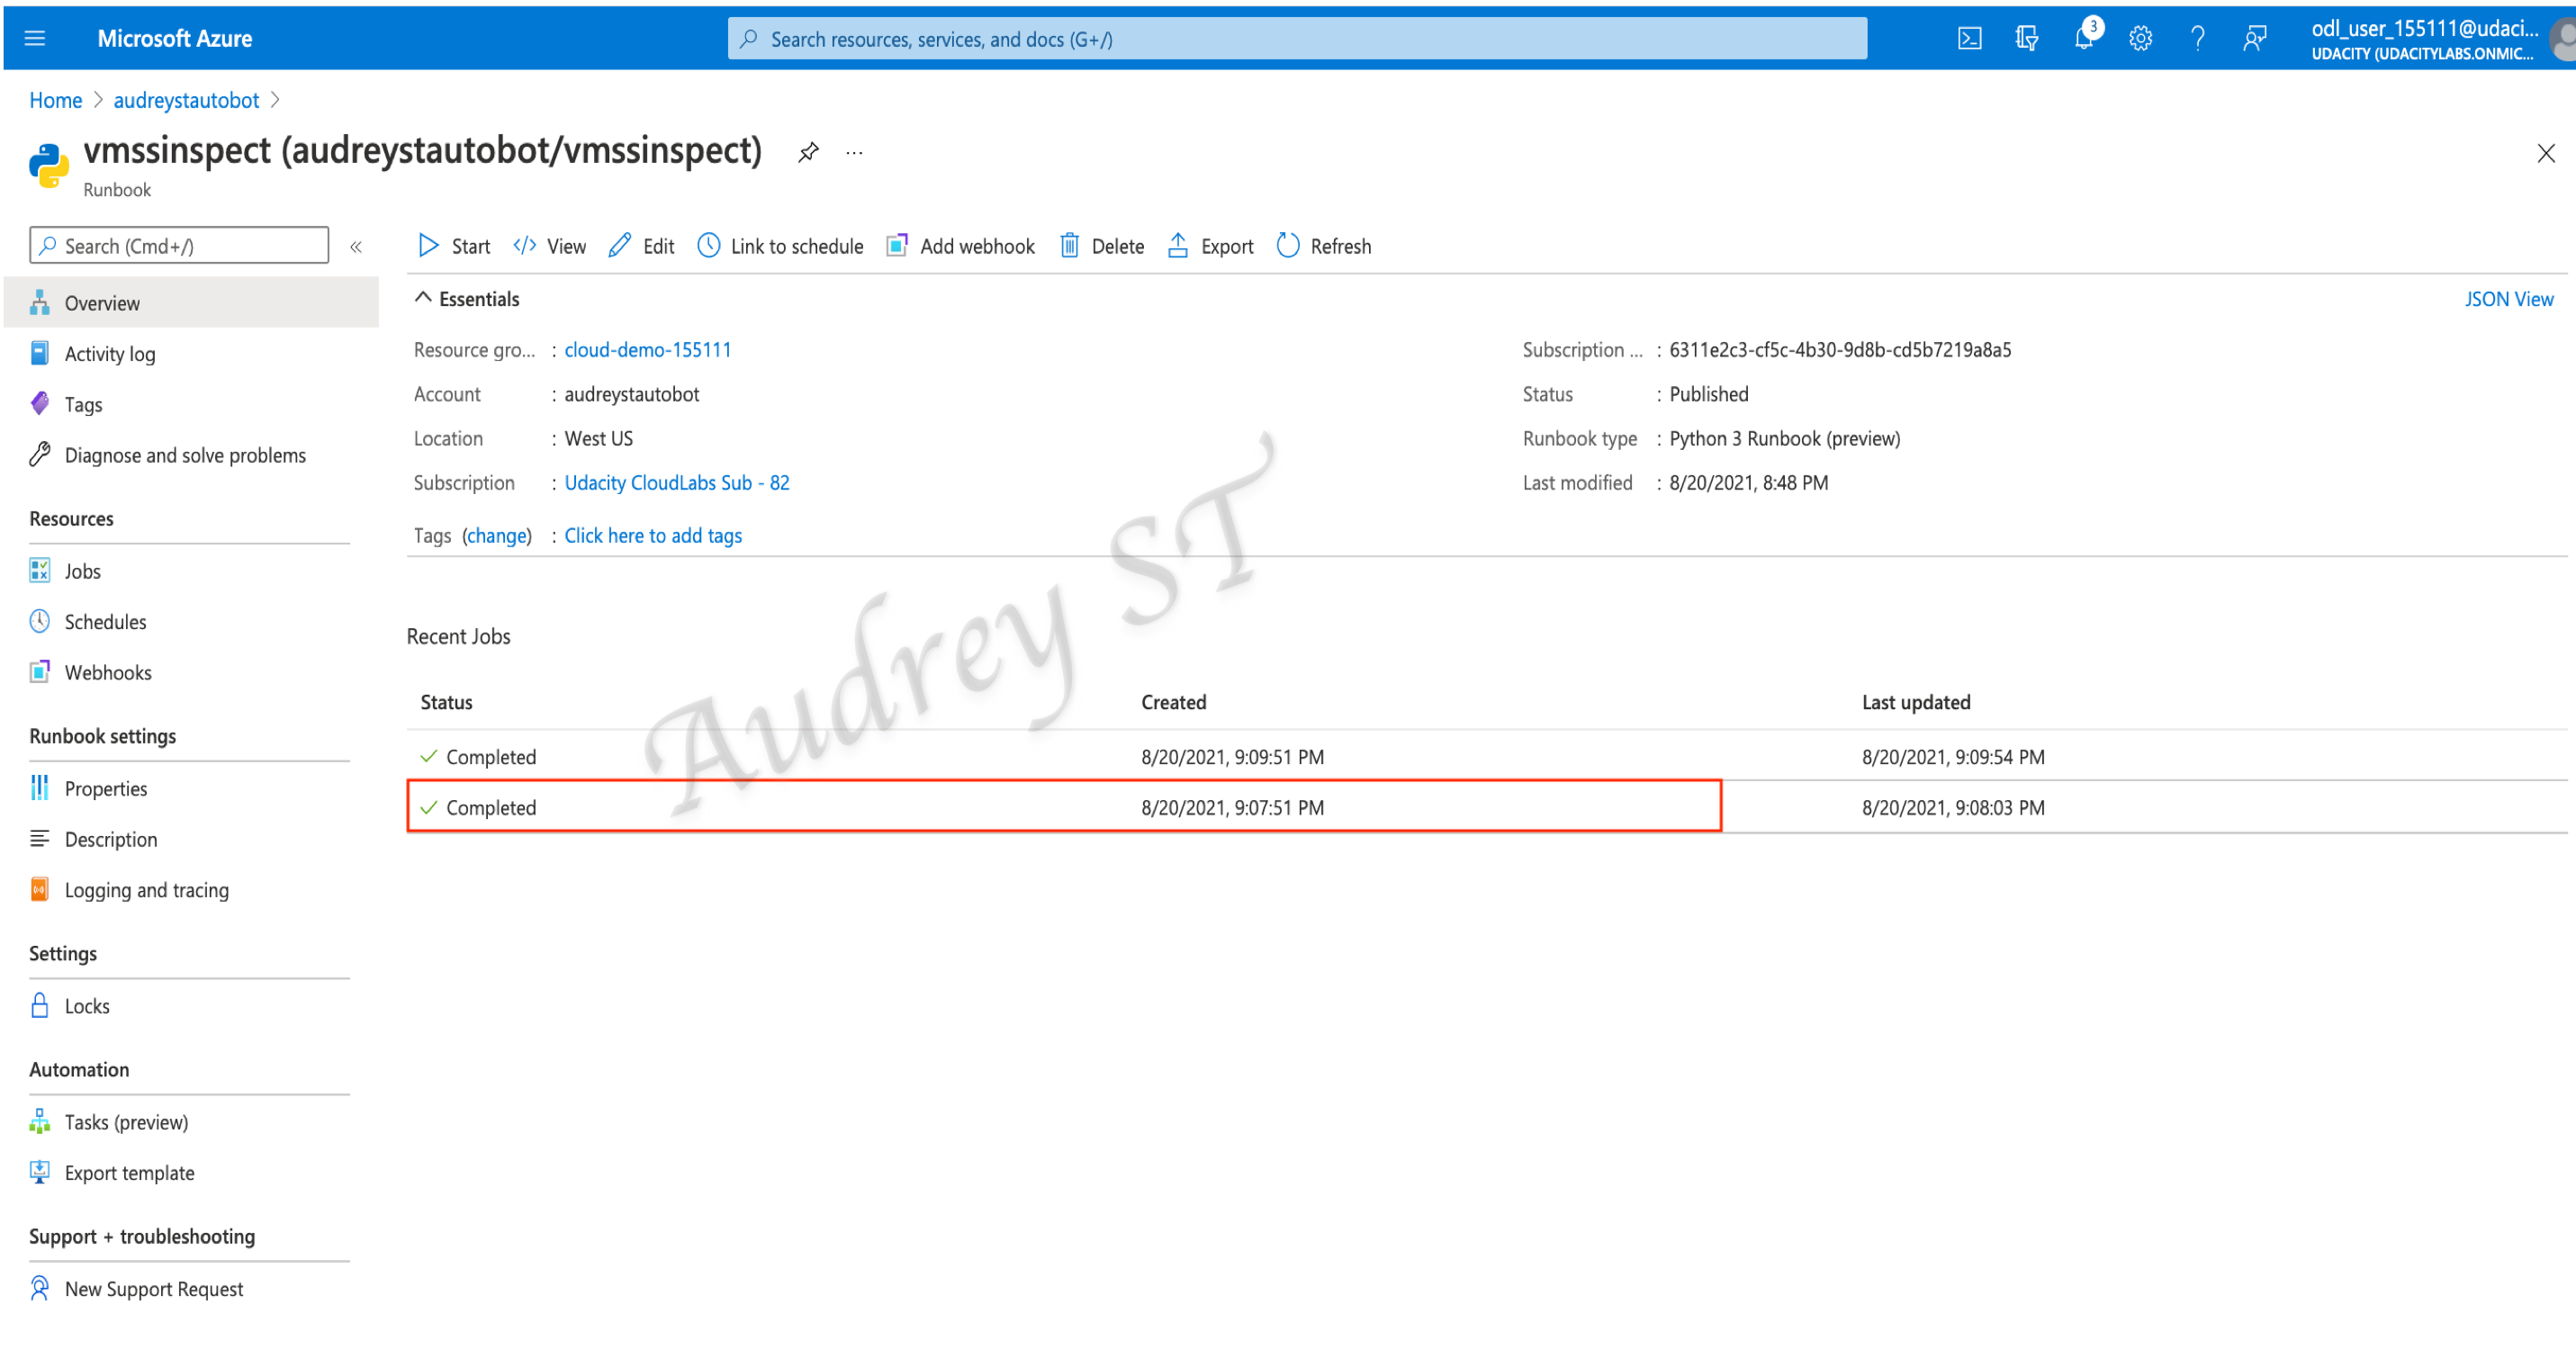 Microsoft Azure
Search resources, services, and docs (G+/)
3
odl_user_155111@udaci...
UDACITY (UDACITYLABS.ONMIC...
Home > audreystautobot >
vmssinspect (audreystautobot/vmssinspect)
...
Runbook
Search (Cmd+/)
«
Start
View
Edit
Link to schedule
Add webhook
Delete
Export
Refresh
Overview
Activity log
Tags
Diagnose and solve problems
Resources
Jobs
Schedules
Webhooks
Runbook settings
Properties
Description
Logging and tracing
Settings
Locks
Automation
Tasks (preview)
Export template
Support + troubleshooting
New Support Request
Essentials
JSON View
Resource gro... : cloud-demo-155111
Account : audreystautobot
Location : West US
Subscription : Udacity CloudLabs Sub - 82
Tags (change) : Click here to add tags
Subscription ... : 6311e2c3-cf5c-4b30-9d8b-cd5b7219a8a5
Status : Published
Runbook type : Python 3 Runbook (preview)
Last modified : 8/20/2021, 8:48 PM
Audrey ST
Recent Jobs
Status Created Last updated
Completed 8/20/2021, 9:09:51 PM 8/20/2021, 9:09:54 PM
Completed 8/20/2021, 9:07:51 PM 8/20/2021, 9:08:03 PM